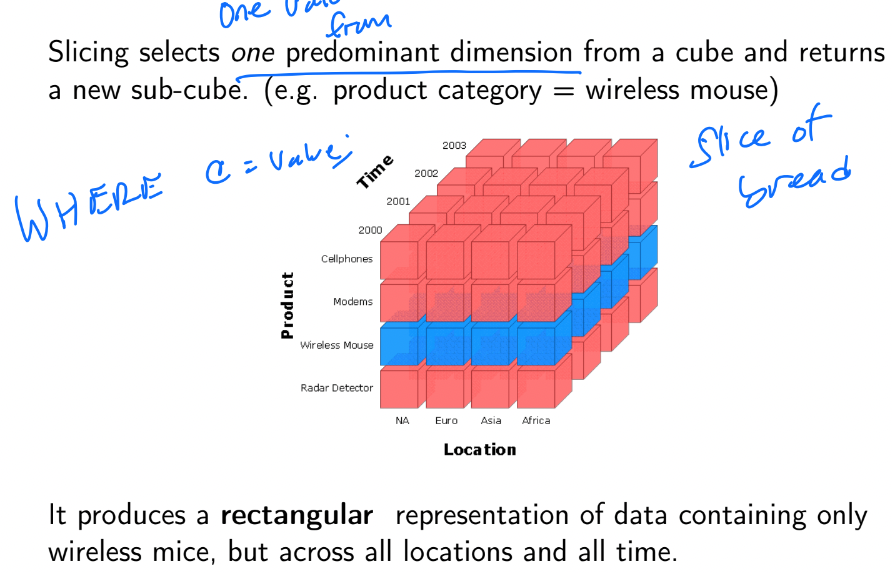 One
from
Slicing selects one predominant dimension from a cube and returns
a new sub-cube. (e.g. product category = wireless mouse)
WHERE C = value;
Slice of
bread
Time
2003
2002
2001
2000
Product
Cellphones
Modems
Wireless Mouse
Radar Detector
NA Euro Asia Africa
Location
It produces a rectangular representation of data containing only
wireless mice, but across all locations and all time.